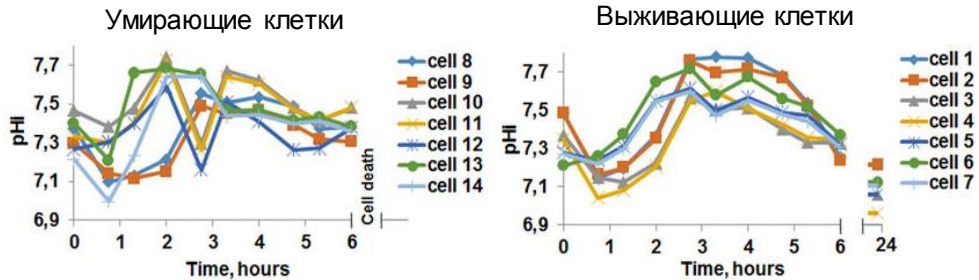 Умирающие клетки
pHi
7,7
7,5
7,3
7,1
6,9
0 1 2 3 4 5 6
Time, hours
Cell death
cell 8
cell 9
cell 10
cell 11
cell 12
cell 13
cell 14
Выживающие клетки
pHi
7,7
7,5
7,3
7,1
6,9
0 1 2 3 4 5 6 24
Time, hours
cell 1
cell 2
cell 3
cell 4
cell 5
cell 6
cell 7